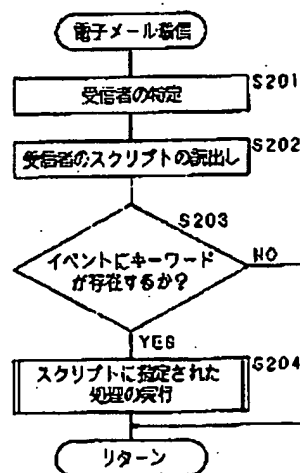 電子メール着信
S201
受信者の特定
S202
受信者のスクリプトの読出し
S203
イベントにキーワード
が存在するか?
NO
YES
スクリプトに指定された
処理の実行
S204
リターン